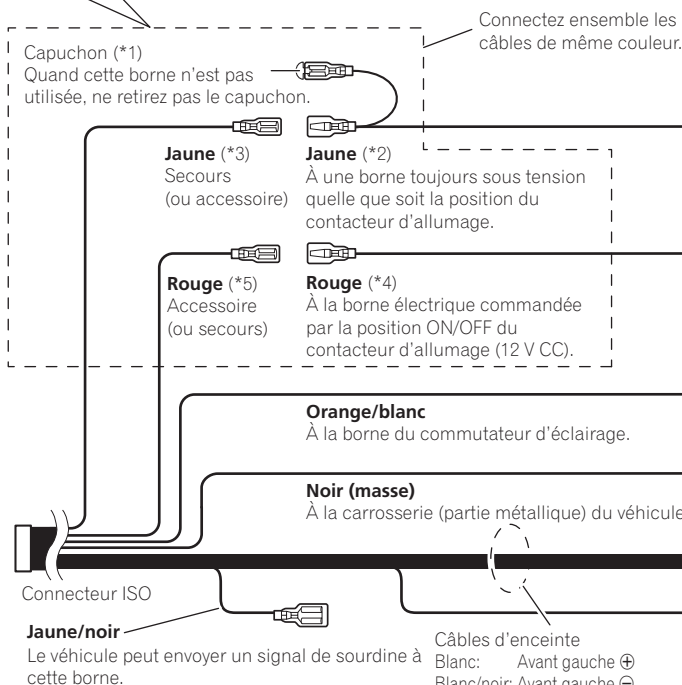 Connectez ensemble les
câbles de même couleur.
Capuchon (*1)
Quand cette borne n'est pas
utilisée, ne retirez pas le capuchon.
Jaune (*3)
Secours
(ou accessoire)
Jaune (*2)
À une borne toujours sous tension
quelle que soit la position du
contacteur d'allumage.
Rouge (*5)
Accessoire
(ou secours)
Rouge (*4)
À la borne électrique commandée
par la position ON/OFF du
contacteur d'allumage (12 V CC).
Orange/blanc
À la borne du commutateur d'éclairage.
Noir (masse)
À la carrosserie (partie métallique) du véhicule
Connecteur ISO
Jaune/noir
Le véhicule peut envoyer un signal de sourdine à
cette borne.
Câbles d'enceinte
Blanc: Avant gauche ⊕
Blanc/noir: Avant gauche ⊖